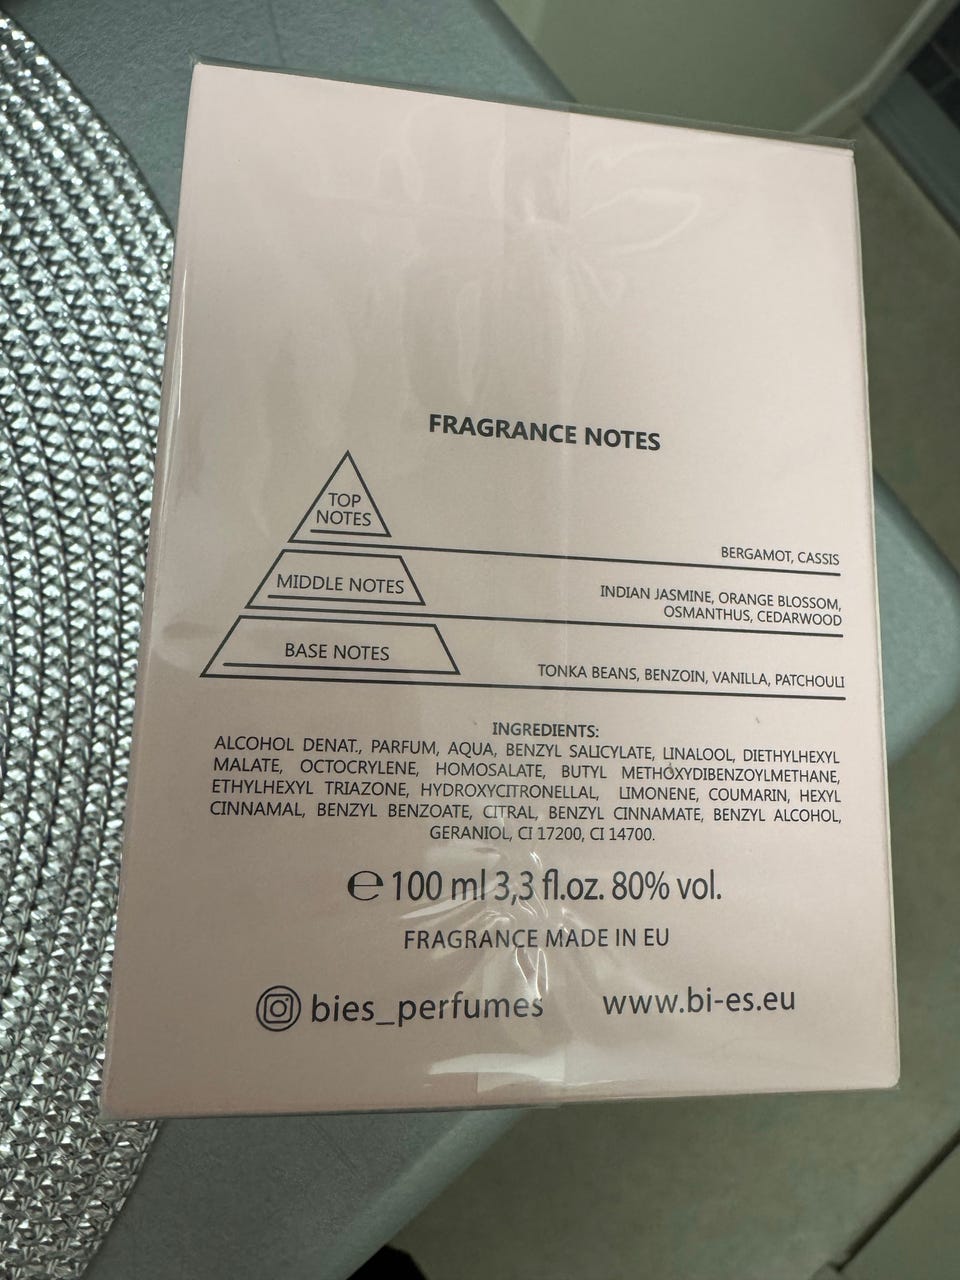 FRAGRANCE NOTES
TOP
NOTES
BERGAMOT, CASSIS
MIDDLE NOTES
INDIAN JASMINE, ORANGE BLOSSOM,
OSMANTHUS, CEDARWOOD
BASE NOTES
TONKA BEANS, BENZOIN, VANILLA, PATCHOULI
INGREDIENTS:
ALCOHOL DENAT., PARFUM, AQUA, BENZYL SALICYLATE, LINALOOL, DIETHYLHEXYL
MALATE, OCTOCRYLENE, HOMOSALATE, BUTYL METHOXYDIBENZOYLMETHANE,
ETHYLHEXYL TRIAZONE, HYDROXYCITRONELLAL, LIMONENE, COUMARIN, HEXYL
CINNAMAL, BENZYL BENZOATE, CITRAL, BENZYL CINNAMATE, BENZYL ALCOHOL,
GERANIOL, CI 17200, CI 14700.
℮ 100 ml 3,3 fl.oz. 80% vol.
FRAGRANCE MADE IN EU
bies_perfumes www.bi-es.eu